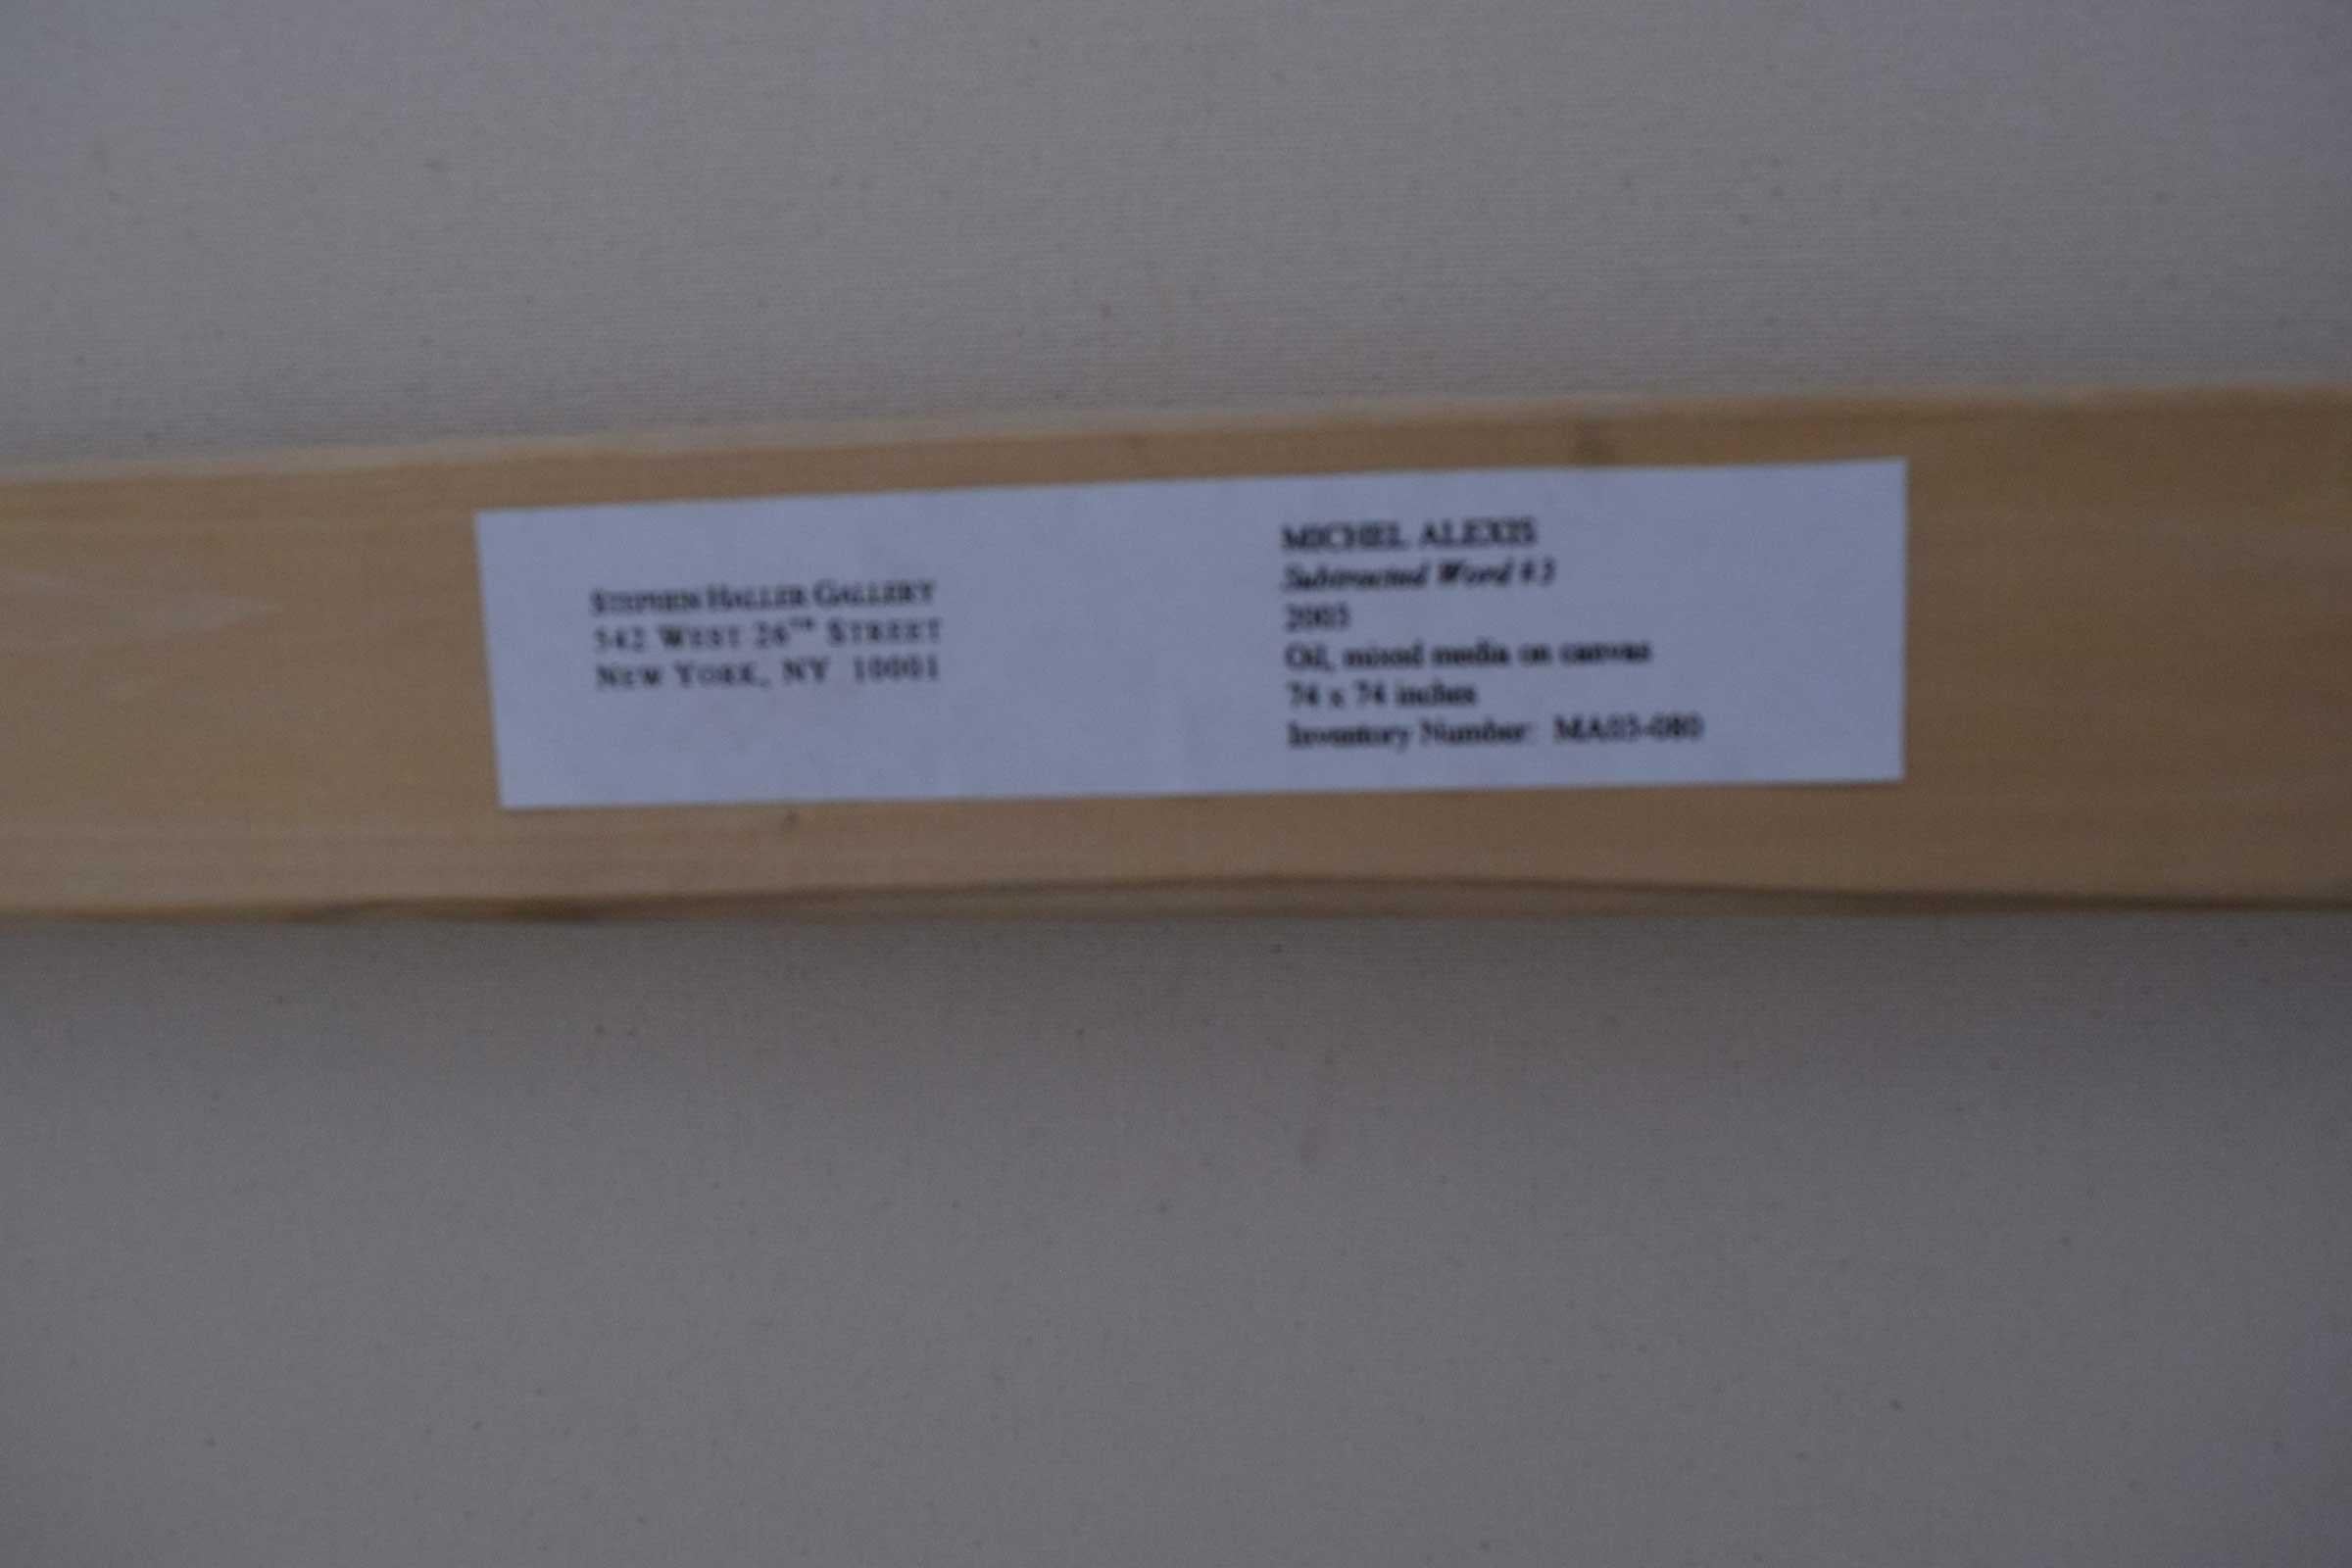 STEPHEN HALLER GALLERY
542 WEST 26TH STREET
NEW YORK, NY 10001
MICHEL ALEXIS
Subtracted Word #3
Oil, mixed media on canvas
74 x 74 inches
Inventory Number: